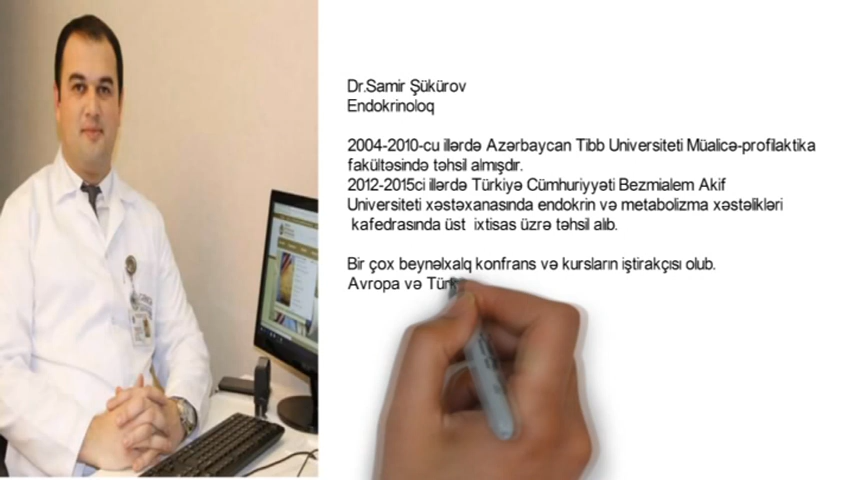 Dr.Samir Şükürov
Endokrinoloq
2004-2010-cu illərdə Azərbaycan Tibb Universiteti Müalicə-profilaktika
fakültəsində təhsil almışdır.
2012-2015ci illərdə Türkiyə Cümhuriyyəti Bezmialem Akif
Universiteti xəstəxanasında endokrin və metabolizma xəstəlikləri
kafedrasında üst ixtisas üzrə təhsil alıb.
Bir çox beynəlxalq konfrans və kursların iştirakçısı olub.
Avropa və Türk